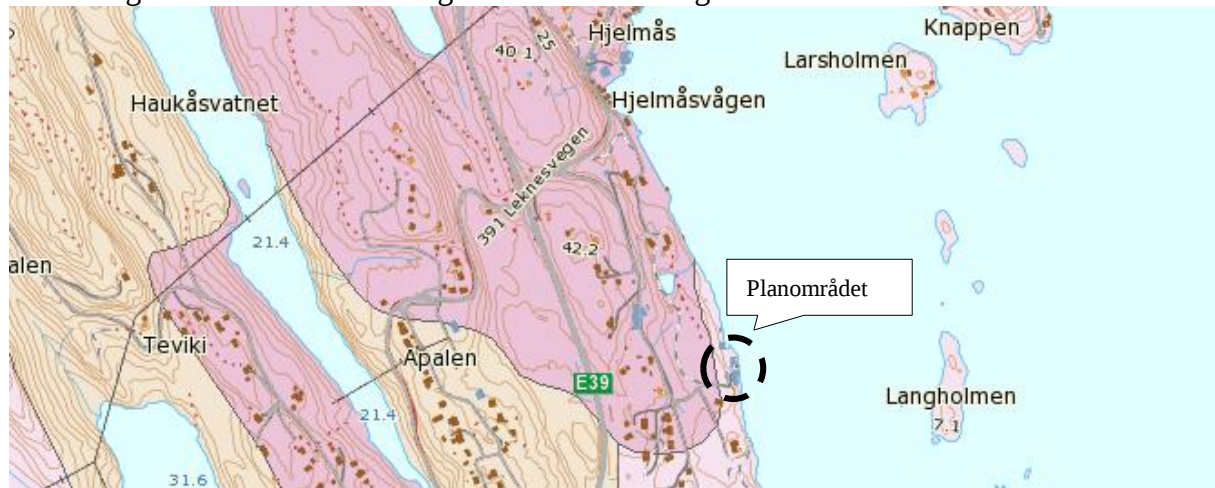 Hjelmås
Knappen
25
40.1
Larsholmen
Haukåsvatnet
Hjelmåsvågen
391 Leknesvegen
21.4
42.2
alen
Planområdet
Teviki
Apalen
E39
Langholmen
7.1
21.4
31.6